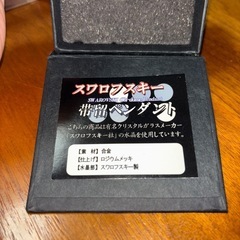 スワロフスキー
SWAROVSKI
帯留ペンダント
こちらの商品は有名クリスタルガラスメーカー
「スワロフスキー社」の水晶を使用しています。
【素 材】合金
【仕上げ】ロジウムメッキ
【水晶部】スワロフスキー製